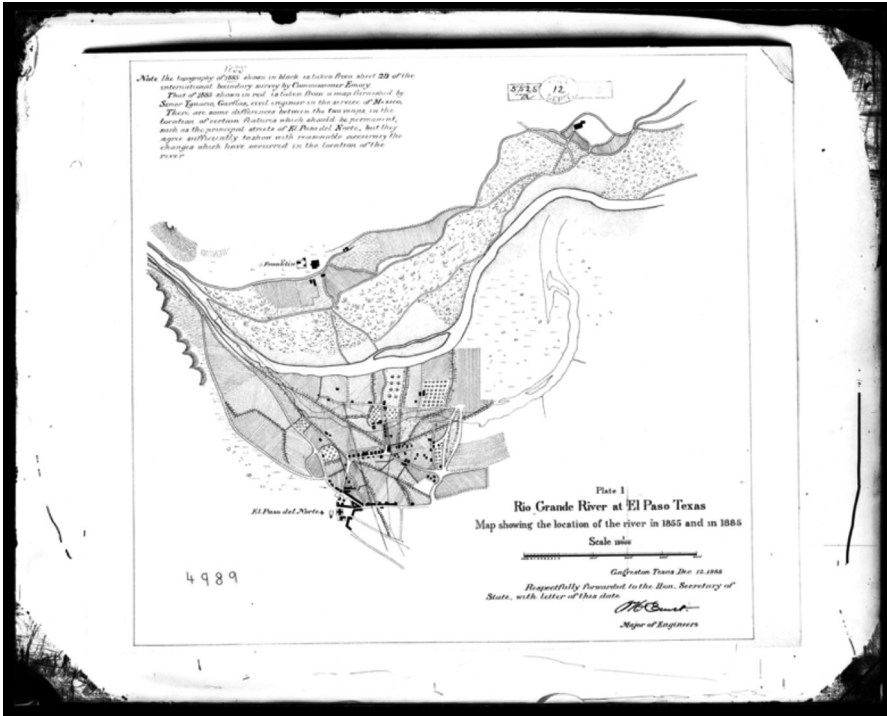 1855
Note The topography of 1885 shown in black is taken from sheet 29 of the
international boundary survey by Commissioner Emory.
That of 1885 shown in red is taken from a map furnished by
Senor Ygnacio Garfias, civil engineer in the service of Mexico.
There are some differences between the two maps, in the
location of certain features which should be permanent,
such as the principal streets of El Paso del Norte, but they
agree sufficiently to show with reasonable accuracy the
changes which have occurred in the location of the
river
12
Franklin
El Paso del Norte
4989
Plate 1
Rio Grande River at El Paso Texas
Map showing the location of the river in 1855 and in 1885
Scale
Galveston Texas Dec 12. 1885
Respectfully forwarded to the Hon. Secretary of
State, with letter of this date.
Major of Engineers